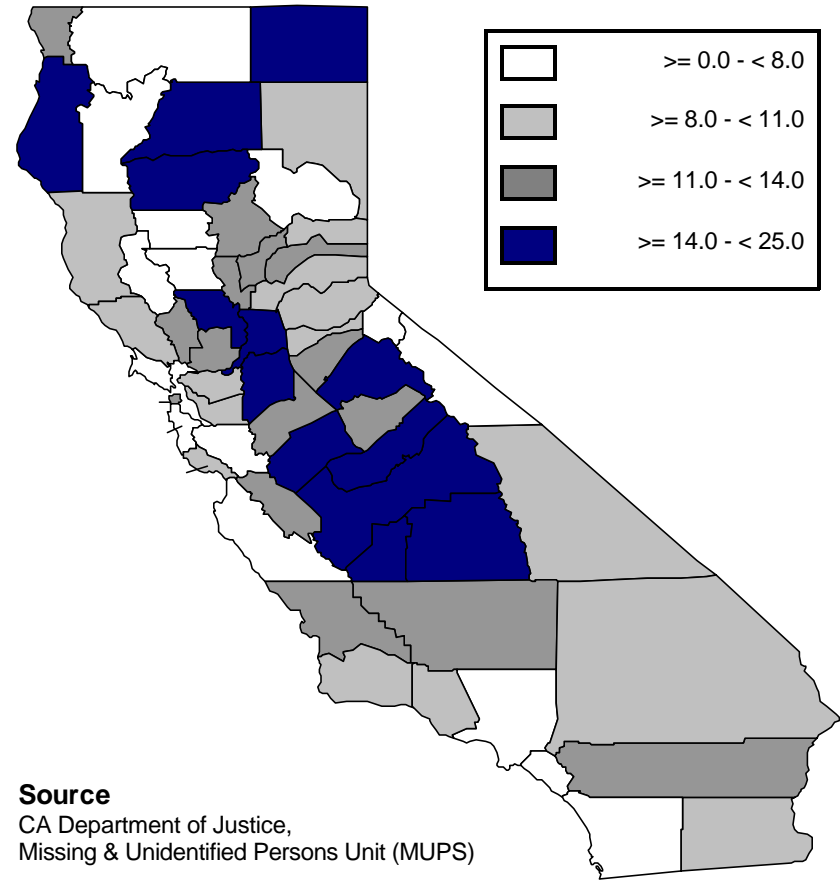 >= 0.0 - < 8.0
>= 8.0 - < 11.0
>= 11.0 - < 14.0
>= 14.0 - < 25.0
Source
CA Department of Justice,
Missing & Unidentified Persons Unit (MUPS)